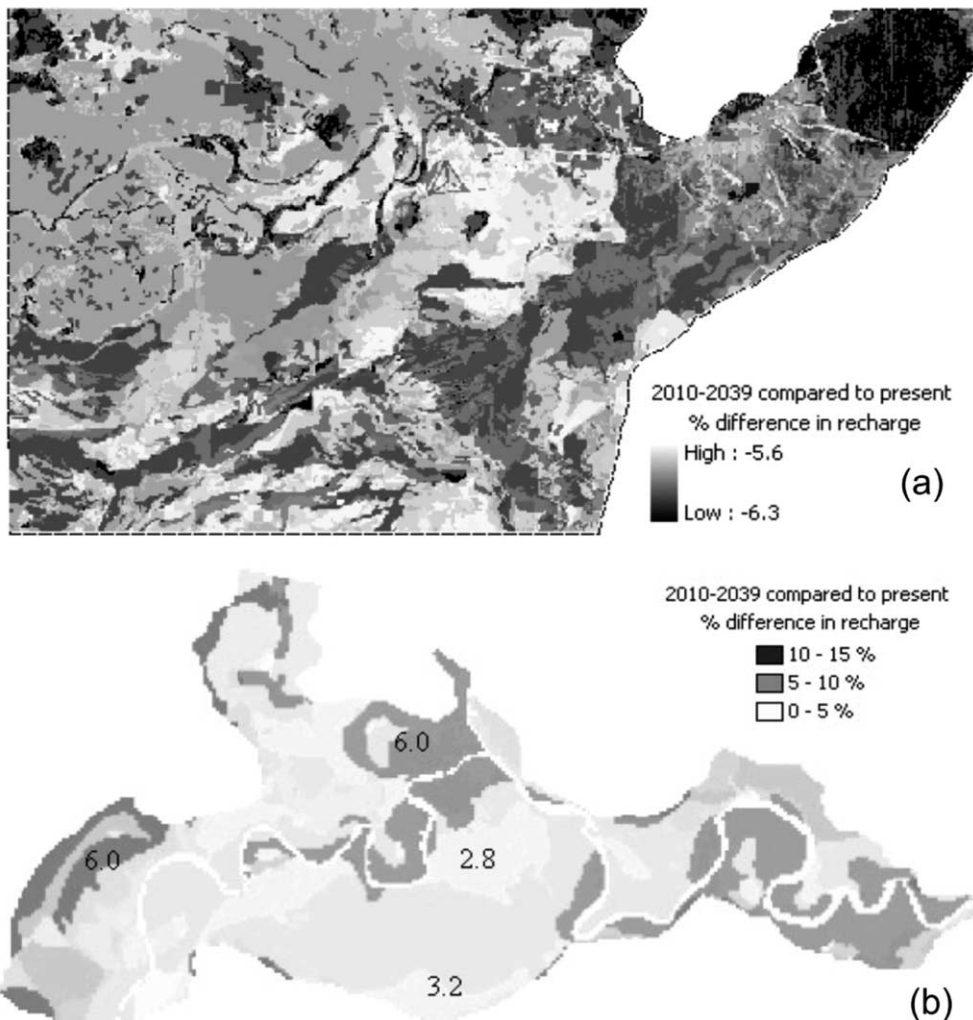 2010-2039 compared to present
% difference in recharge
High : -5.6
Low : -6.3
(a)
2010-2039 compared to present
% difference in recharge
10 - 15 %
5 - 10 %
0 - 5 %
6.0
6.0
2.8
3.2
(b)